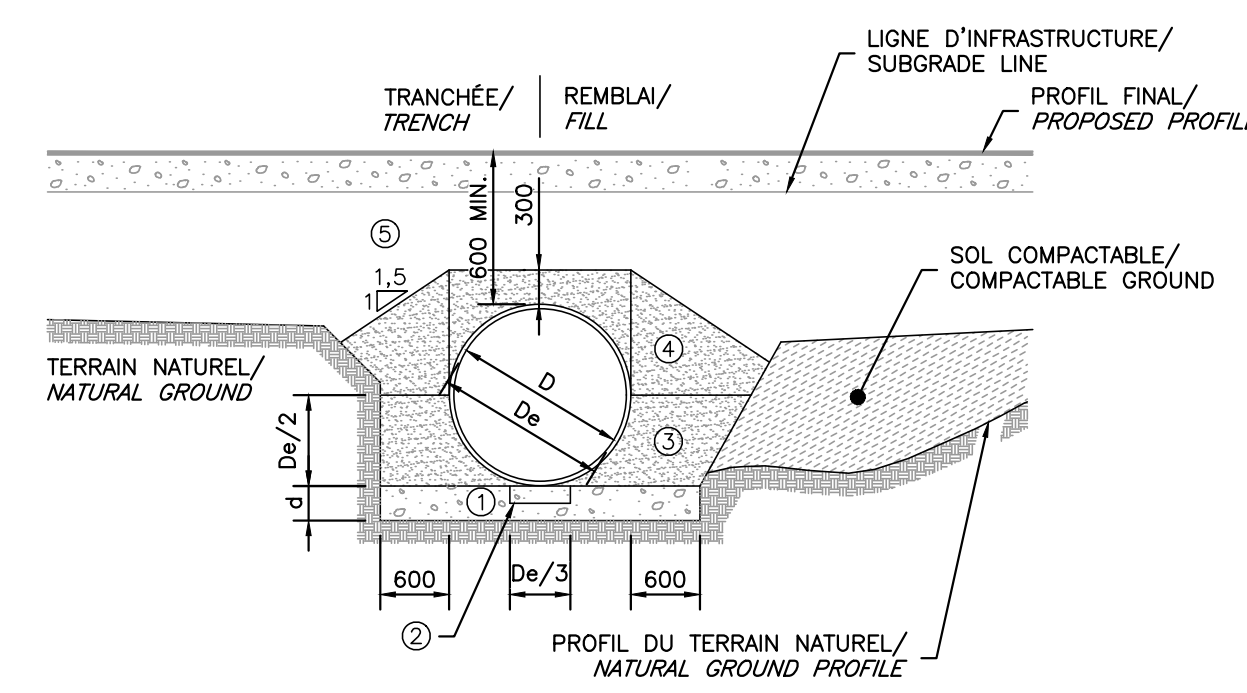 LIGNE D'INFRASTRUCTURE/
SUBGRADE LINE
TRANCHÉE/
TRENCH
REMBLAI/
FILL
PROFIL FINAL/
PROPOSED PROFILE
600 MIN.
300
5
1,5
1
SOL COMPACTABLE/
COMPACTABLE GROUND
4
TERRAIN NATUREL/
NATURAL GROUND
D
De
De/2
3
d
1
600
De/3
600
2
PROFIL DU TERRAIN NATUREL/
NATURAL GROUND PROFILE